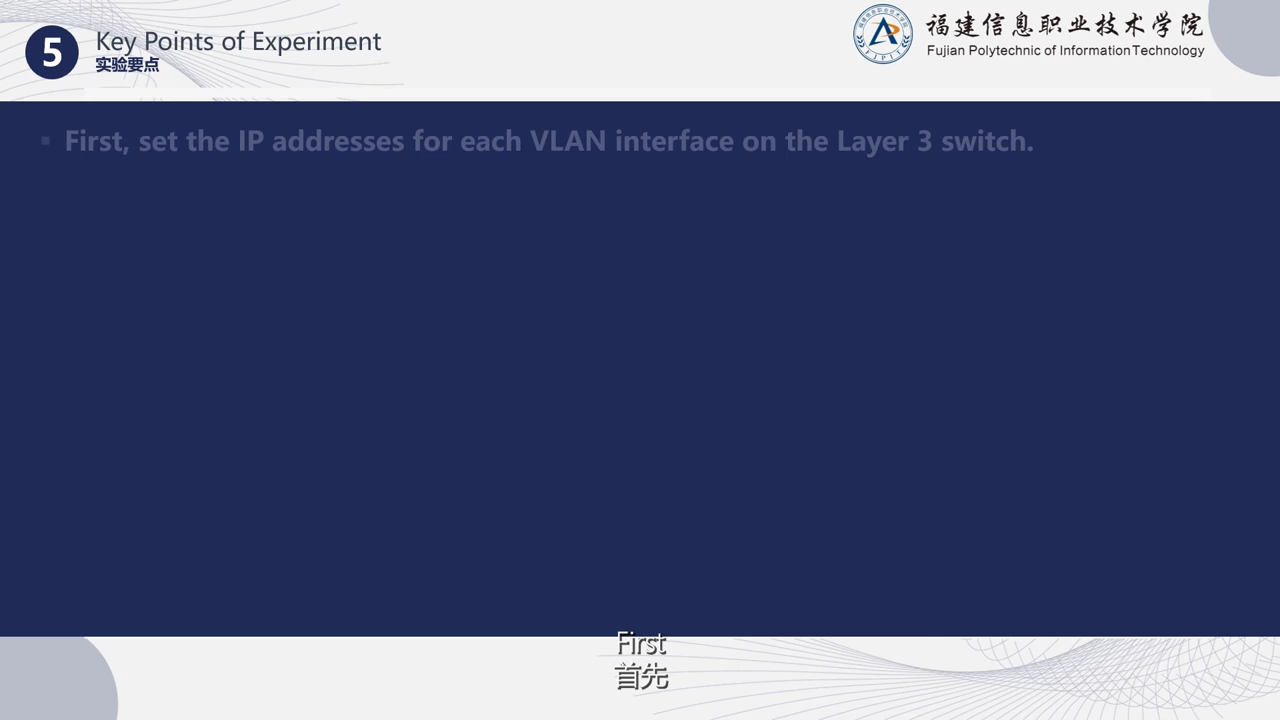 5
Key Points of Experiment
实验要点
福建信息职业技术学院
Fujian Polytechnic of Information Technology
First, set the IP addresses for each VLAN interface on the Layer 3 switch.
First
首先